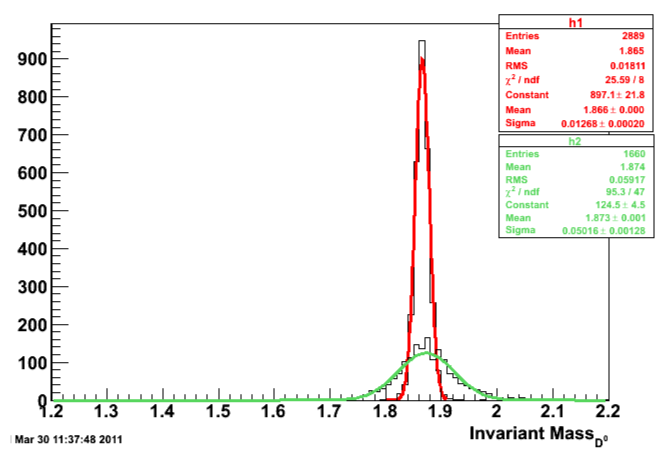 h1
Entries 2889
Mean 1.865
RMS 0.01811
χ² / ndf 25.59 / 8
Constant 897.1 ± 21.8
Mean 1.866 ± 0.000
Sigma 0.01268 ± 0.00020
h2
Entries 1660
Mean 1.874
RMS 0.05917
χ² / ndf 95.3 / 47
Constant 124.5 ± 4.5
Mean 1.873 ± 0.001
Sigma 0.05016 ± 0.00128
900
800
700
600
500
400
300
200
100
0
1.2 1.3 1.4 1.5 1.6 1.7 1.8 1.9 2 2.1 2.2
Invariant Mass_D⁰
Mar 30 11:37:48 2011